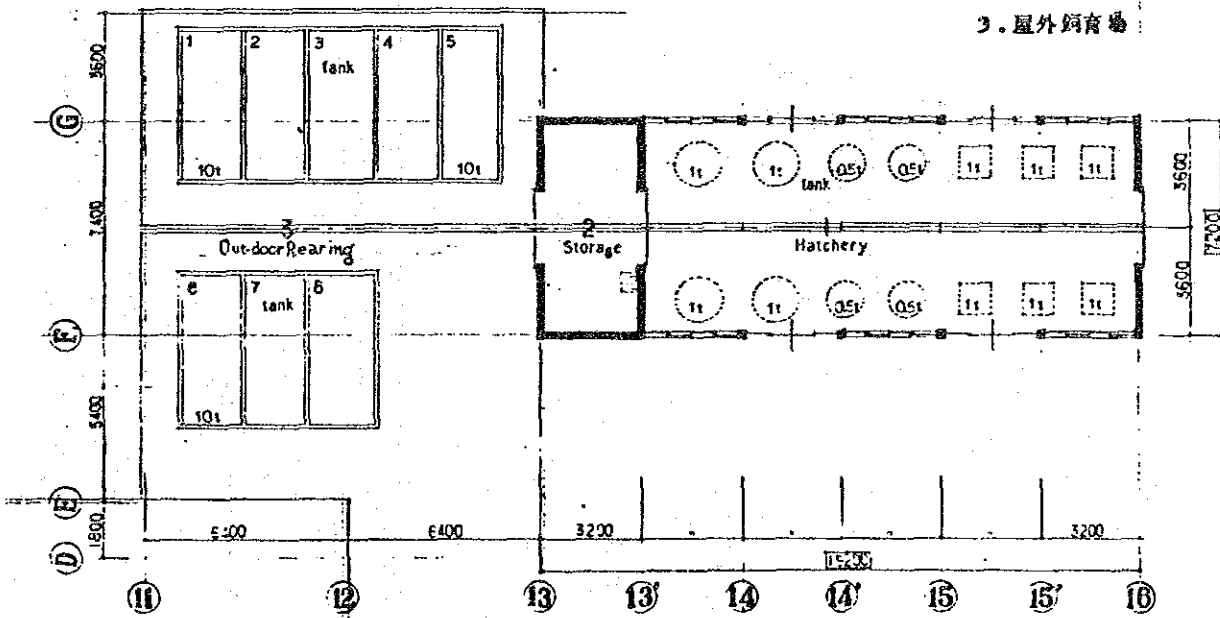 3.屋外飼育場
1 2 3 4 5
tank
3600
G
10t 10t
1t 1t 0.5t 0.5t 1t 1t 1t
tank
3600
7200
7400
3
Out-door Rearing
2
Storage
Hatchery
6 7 8
tank
1t 1t 0.5t 0.5t 1t 1t 1t
3600
F
10t
5400
E
1800
6400 3200 3200
D
19200
11 12 13 13' 14 14' 15 15' 16